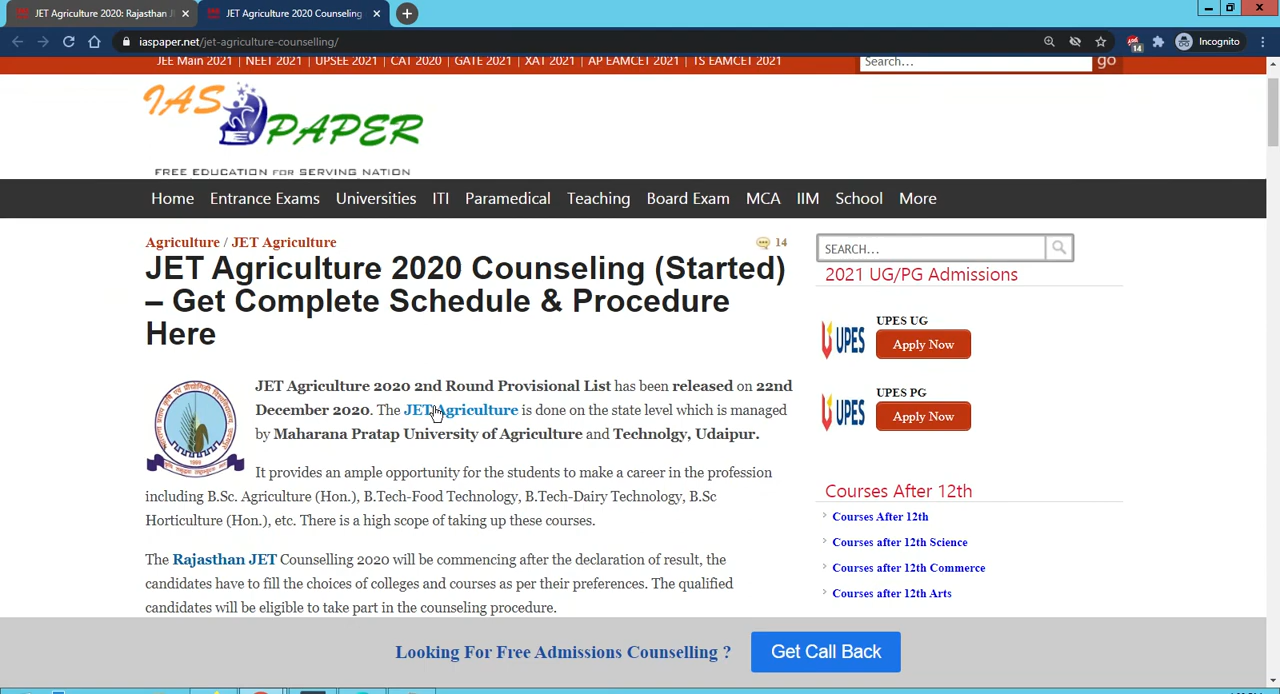 JET Agriculture 2020: Rajasthan J
JET Agriculture 2020 Counseling
iaspaper.net/jet-agriculture-counselling/
14
Incognito
JEE Main 2021 | NEET 2021 | UPSEE 2021 | CAT 2020 | GATE 2021 | XAT 2021 | AP EAMCET 2021 | TS EAMCET 2021
Search...
go
IAS PAPER
FREE EDUCATION FOR SERVING NATION
Home Entrance Exams Universities ITI Paramedical Teaching Board Exam MCA IIM School More
Agriculture / JET Agriculture
14
JET Agriculture 2020 Counseling (Started)
– Get Complete Schedule & Procedure
Here
JET Agriculture 2020 2nd Round Provisional List has been released on 22nd
December 2020. The JET Agriculture is done on the state level which is managed
by Maharana Pratap University of Agriculture and Technolgy, Udaipur.
It provides an ample opportunity for the students to make a career in the profession
including B.Sc. Agriculture (Hon.), B.Tech-Food Technology, B.Tech-Dairy Technology, B.Sc
Horticulture (Hon.), etc. There is a high scope of taking up these courses.
The Rajasthan JET Counselling 2020 will be commencing after the declaration of result, the
candidates have to fill the choices of colleges and courses as per their preferences. The qualified
candidates will be eligible to take part in the counseling procedure.
SEARCH...
2021 UG/PG Admissions
UPES
UPES UG
Apply Now
UPES
UPES PG
Apply Now
Courses After 12th
Courses After 12th
Courses after 12th Science
Courses after 12th Commerce
Courses after 12th Arts
Looking For Free Admissions Counselling ?
Get Call Back